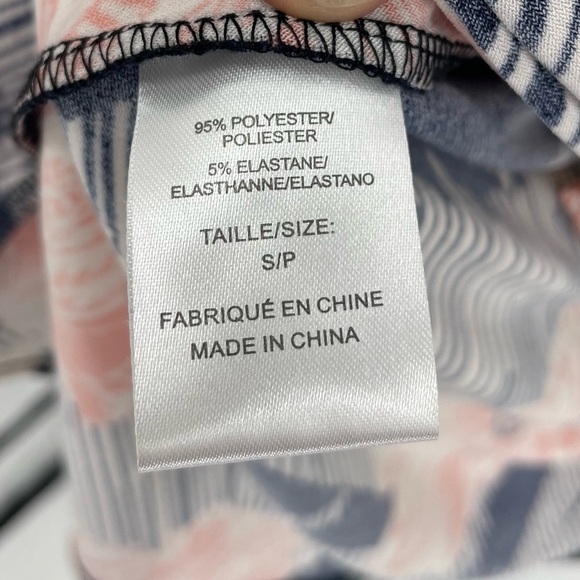 95% POLYESTER/
POLIESTER
5% ELASTANE/
ELASTHANNE/ELASTANO
TAILLE/SIZE:
S/P
FABRIQUÉ EN CHINE
MADE IN CHINA